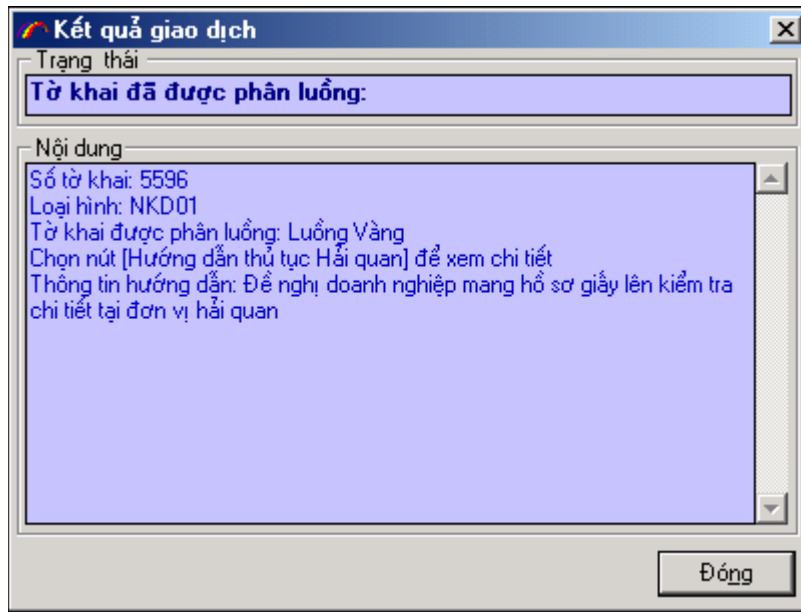 Kết quả giao dịch
Trạng thái
Tờ khai đã được phân luồng:
Nội dung
Số tờ khai: 5596
Loại hình: NKD01
Tờ khai được phân luồng: Luồng Vàng
Chọn nút [Hướng dẫn thủ tục Hải quan] để xem chi tiết
Thông tin hướng dẫn: Đề nghị doanh nghiệp mang hồ sơ giấy lên kiểm tra
chi tiết tại đơn vị hải quan
Đóng